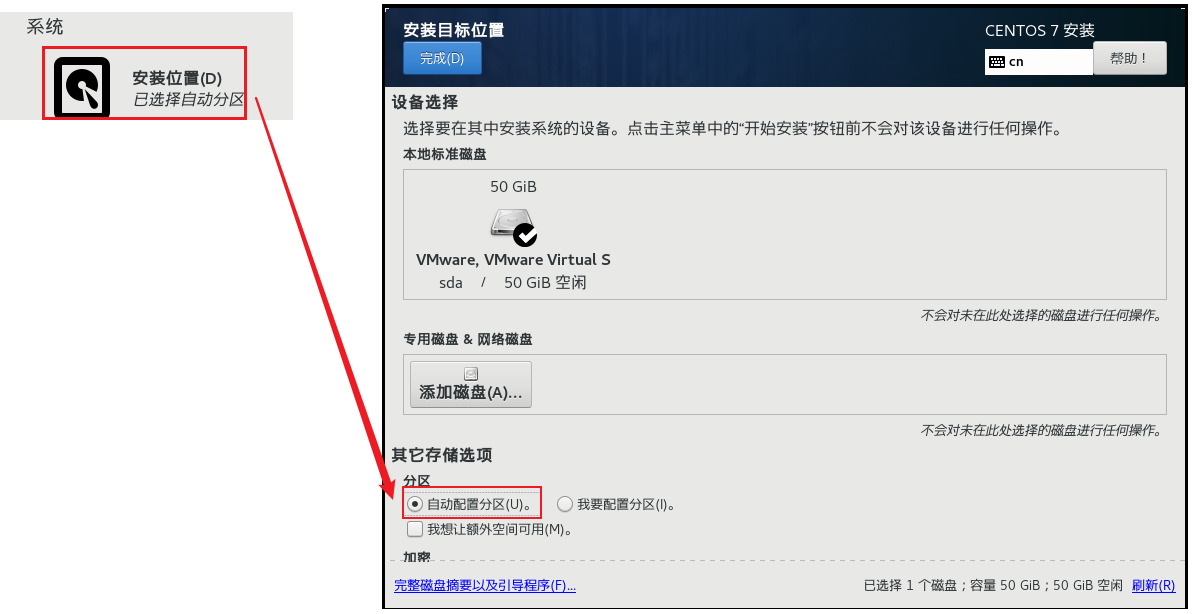 系统
安装位置(D)
已选择自动分区
安装目标位置
完成(D)
CENTOS 7 安装
cn
帮助！
设备选择
选择要在其中安装系统的设备。点击主菜单中的“开始安装”按钮前不会对该设备进行任何操作。
本地标准磁盘
50 GiB
VMware, VMware Virtual S
sda / 50 GiB 空闲
不会对未在此处选择的磁盘进行任何操作。
专用磁盘 & 网络磁盘
添加磁盘(A)...
不会对未在此处选择的磁盘进行任何操作。
其它存储选项
分区
自动配置分区(U)。 我要配置分区(I)。
我想让额外空间可用(M)。
加密
完整磁盘摘要以及引导程序(F)... 已选择 1 个磁盘；容量 50 GiB；50 GiB 空闲 刷新(R)